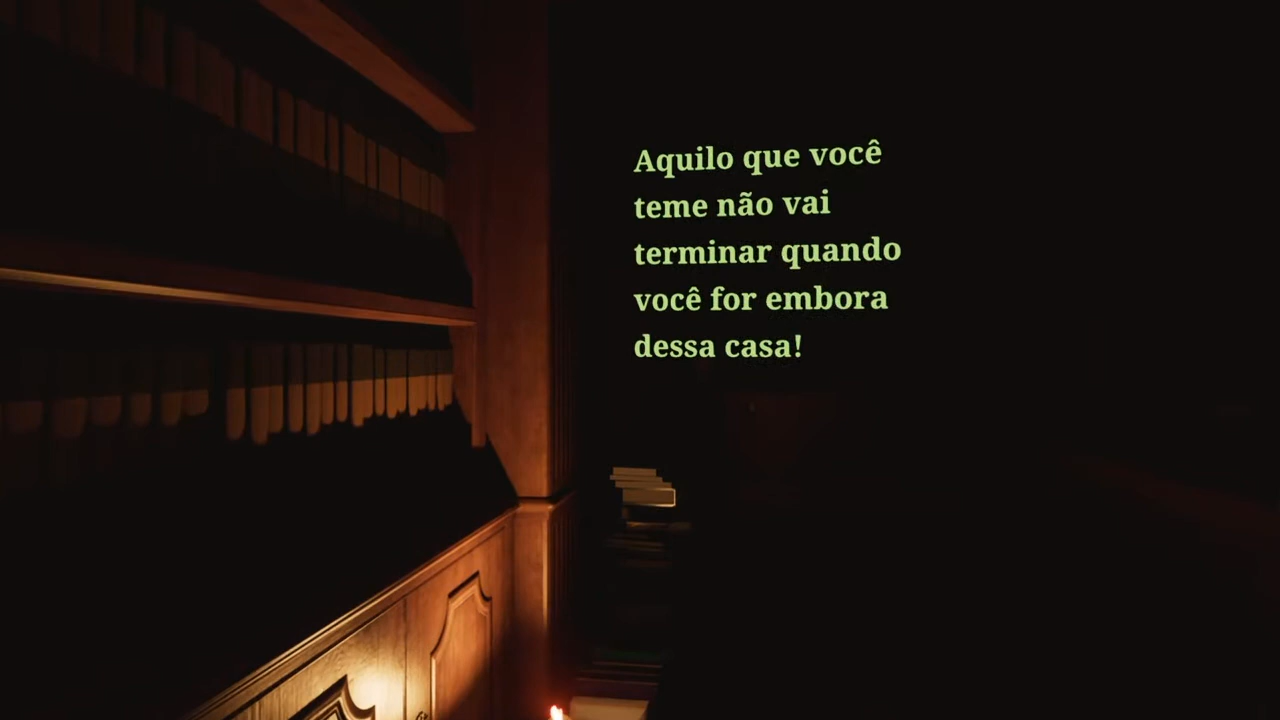 Aquilo que você
teme não vai
terminar quando
você for embora
dessa casa!